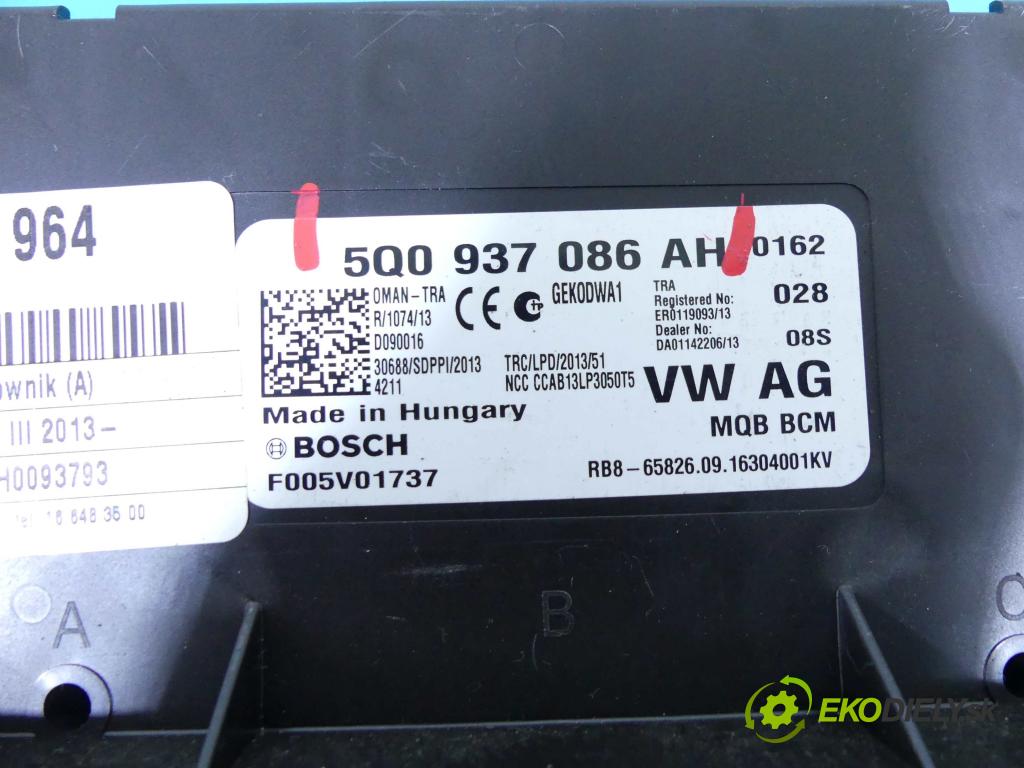 964
ownik (A)
III 2013-
H0093793
5Q0 937 086 AH 0162
OMAN-TRA
R/1074/13
D090016
30688/SDPPI/2013
4211
CE
GEKODWA1
TRC/LPD/2013/51
NCC CCAB13LP3050T5
TRA
Registered No:
ER0119093/13
Dealer No:
DA01142206/13
028
08S
VW AG
MQB BCM
Made in Hungary
BOSCH
F005V01737
RB8-65826.09.16304001KV
A
B
C
EKODIELY.sk